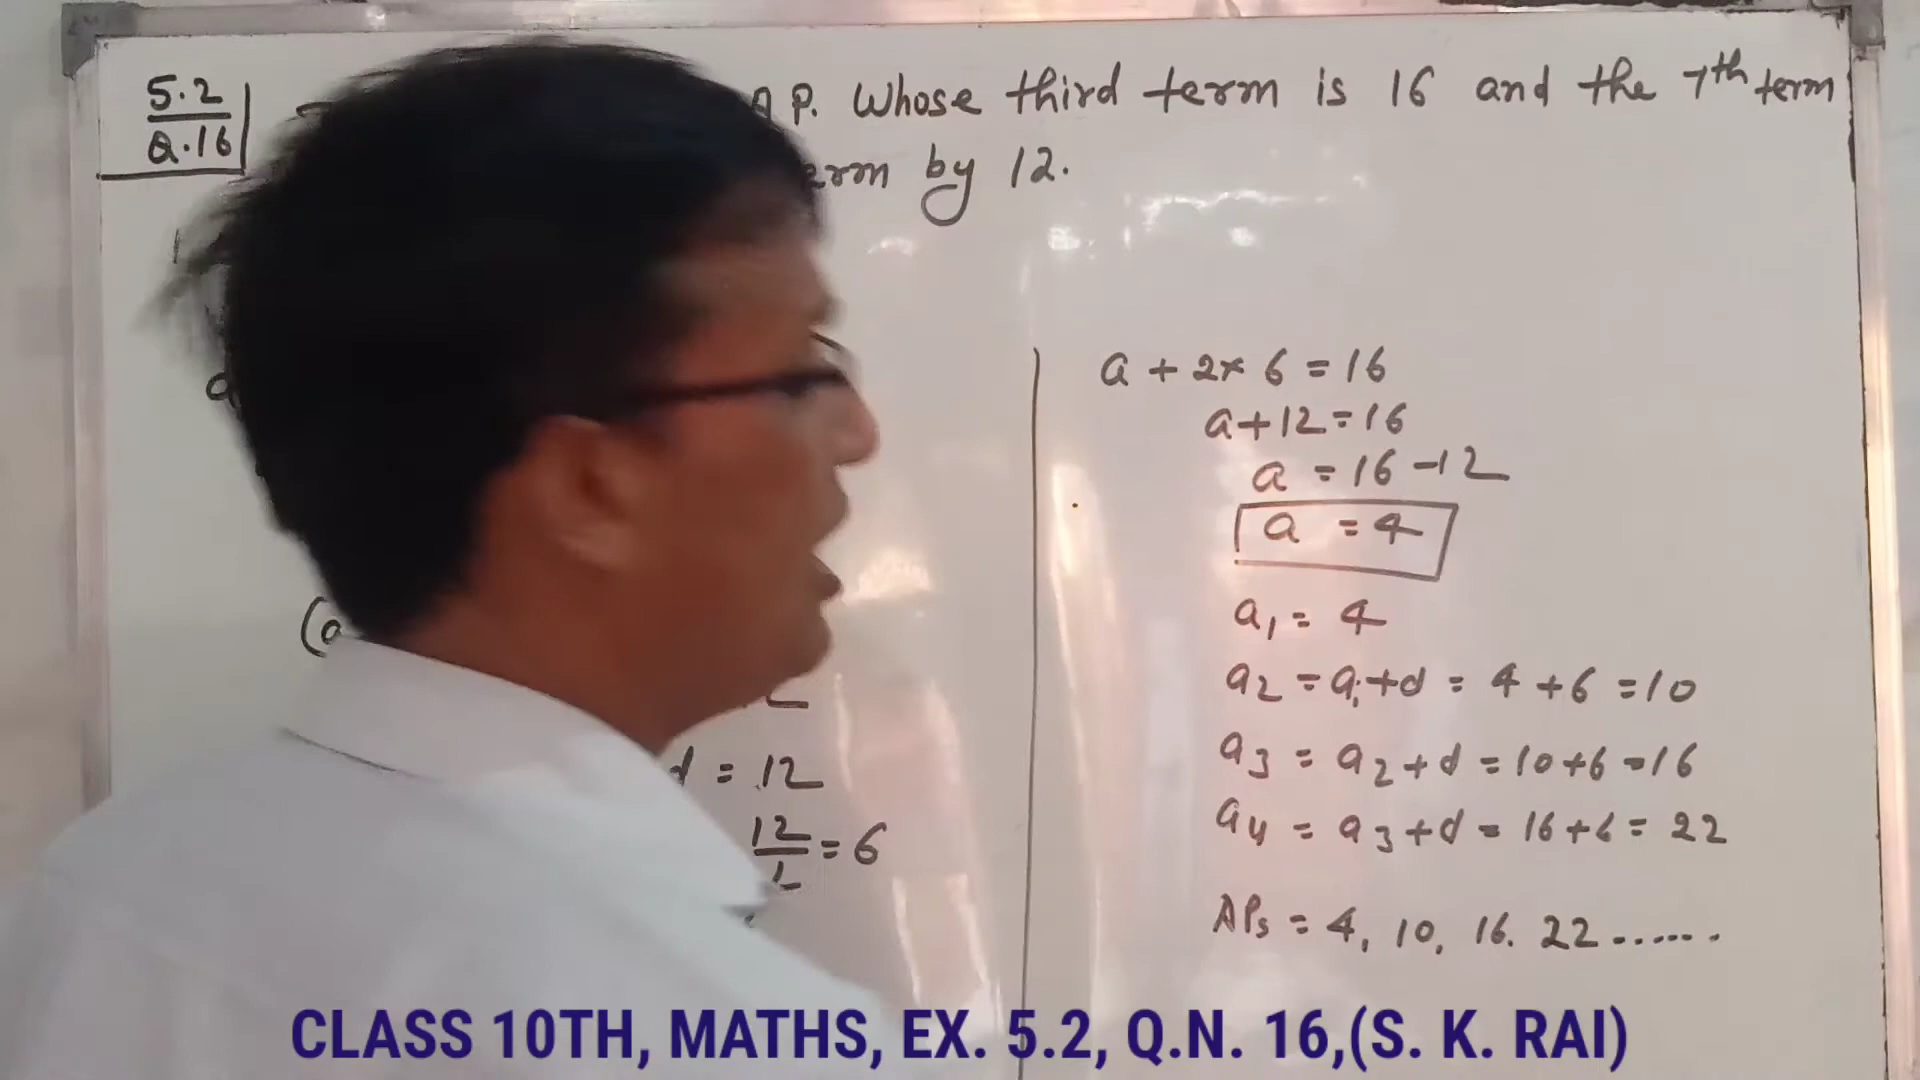 5.2
Q.16
A P. Whose third term is 16 and the 7th term
by 12.
a + 2× 6 = 16
a+12=16
a = 16-12
a = 4
a1 = 4
a2 = a1+d = 4 +6 =10
a3 = a2+d = 10+6=16
a4 = a3+d = 16+6= 22
APs = 4, 10, 16. 22 .......
(a
d = 12
12/2 = 6
CLASS 10TH, MATHS, EX. 5.2, Q.N. 16,(S. K. RAI)